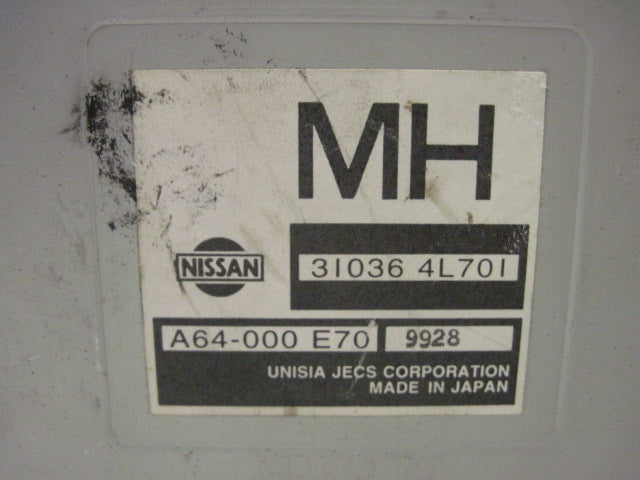 MH
NISSAN
31036 4L701
A64-000 E70 9928
UNISIA JECS CORPORATION
MADE IN JAPAN